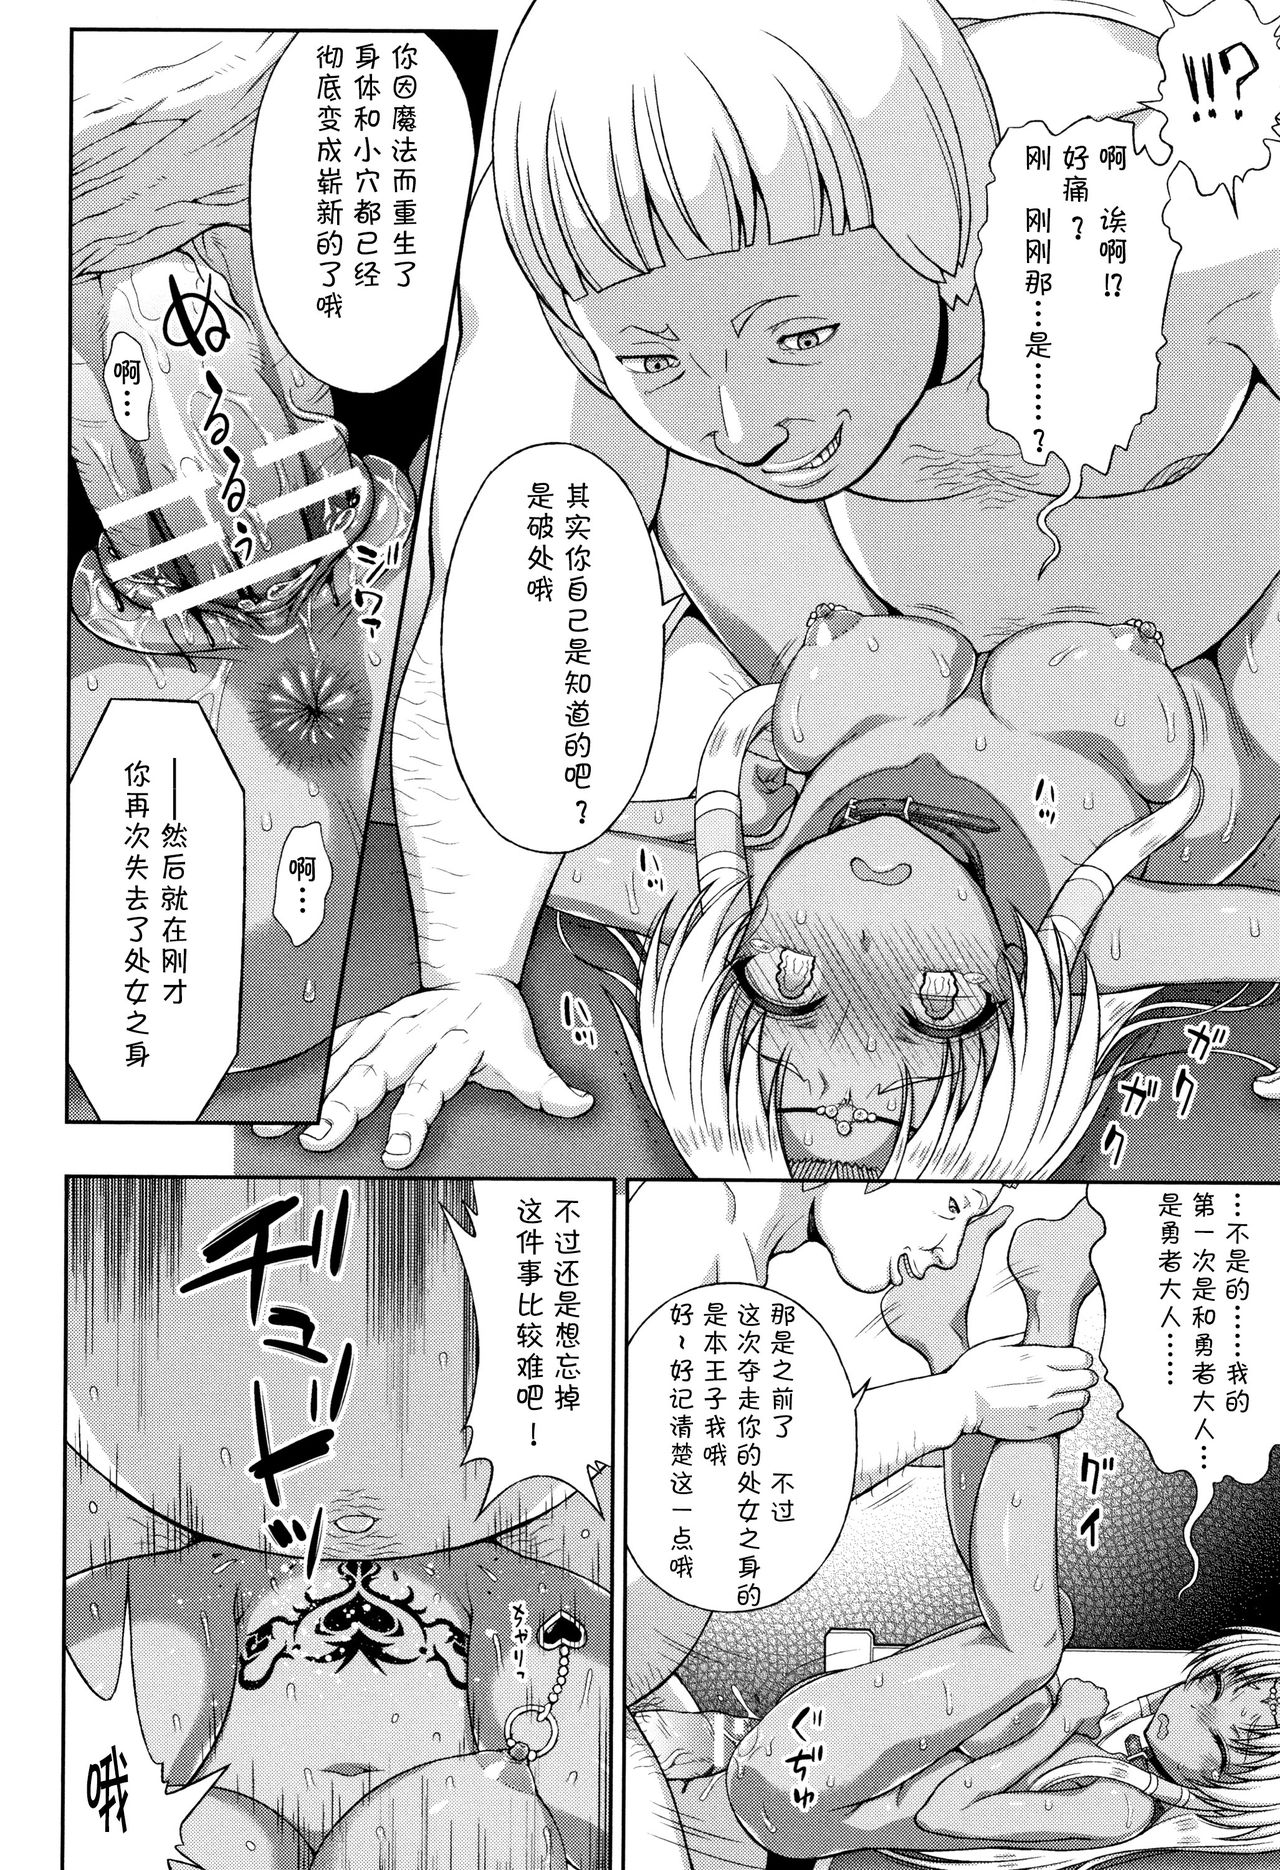 !!!?
啊　诶啊!?
好痛？
刚　刚刚那…是……？
其实你自己是知道的吧？
是破处哦
ガク
ガク
你因魔法而重生了
身体和小穴都已经
彻底变成崭新的了哦
ぬ～るるるぅ
啊…
ジワァ
啊…
——然后就在刚才
你再次失去了处女之身
…不是的……我的
第一次是和勇者大人…
是勇者大人……
那是之前了　不过
这次夺走你的处女之身的
是本王子我哦
好～好记清楚这一点哦
グイ
ぐぢゅ
不过还是想忘掉
这件事比较难吧！
ちゃりっ
哦